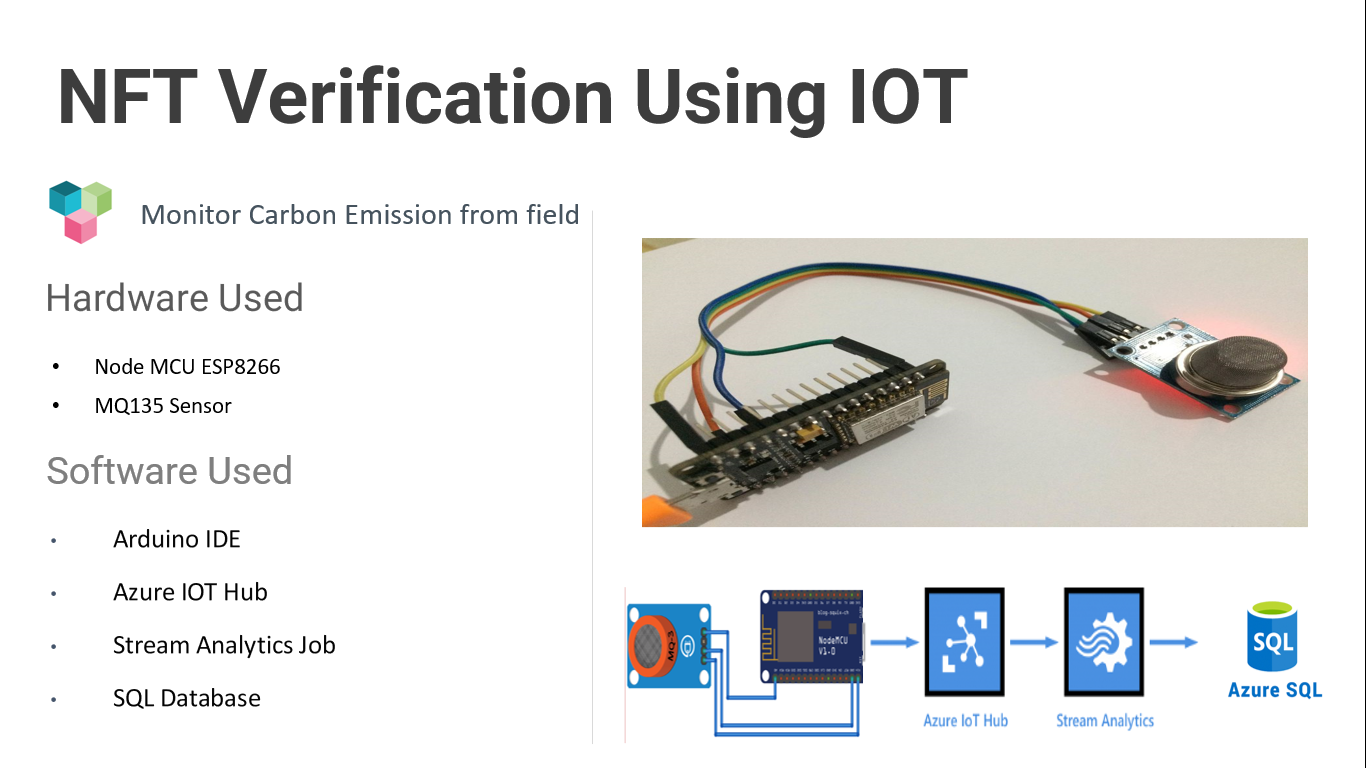 NFT Verification Using IOT
Monitor Carbon Emission from field
Hardware Used
• Node MCU ESP8266
• MQ135 Sensor
Software Used
• Arduino IDE
• Azure IOT Hub
• Stream Analytics Job
• SQL Database
MQ-3
NodeMCU
V1.0
Azure IoT Hub
Stream Analytics
SQL
Azure SQL